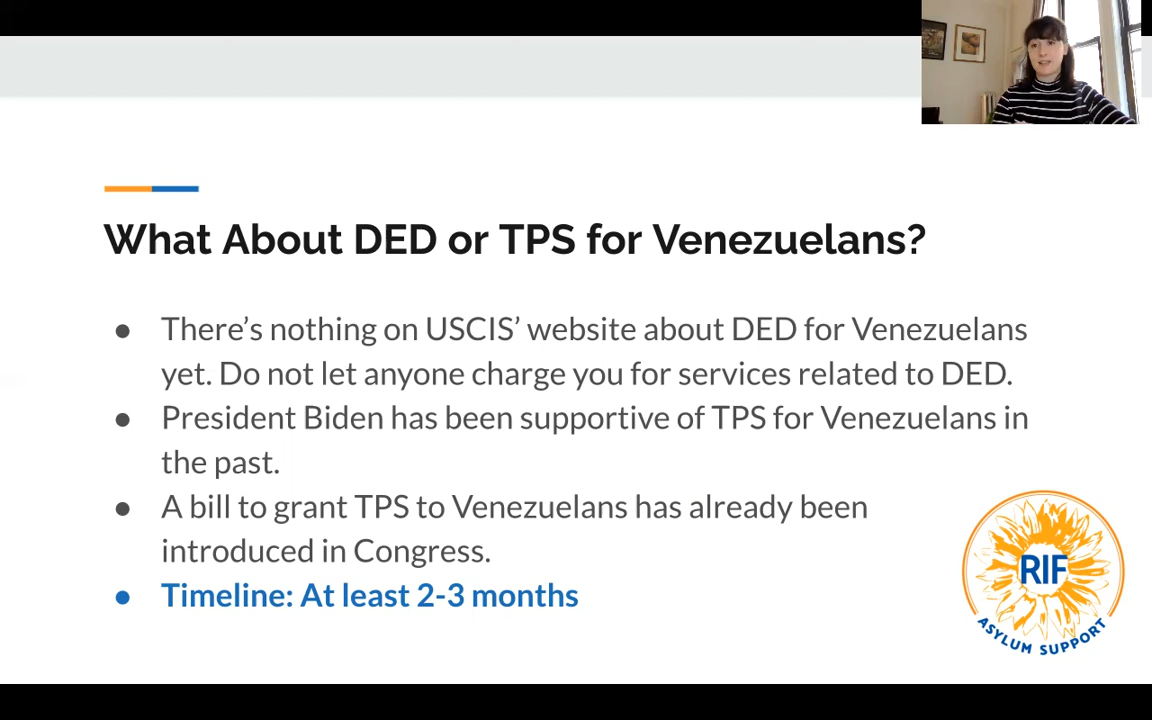 What About DED or TPS for Venezuelans?
● There’s nothing on USCIS’ website about DED for Venezuelans
yet. Do not let anyone charge you for services related to DED.
● President Biden has been supportive of TPS for Venezuelans in
the past.
● A bill to grant TPS to Venezuelans has already been
introduced in Congress.
● Timeline: At least 2-3 months
RIF
ASYLUM SUPPORT